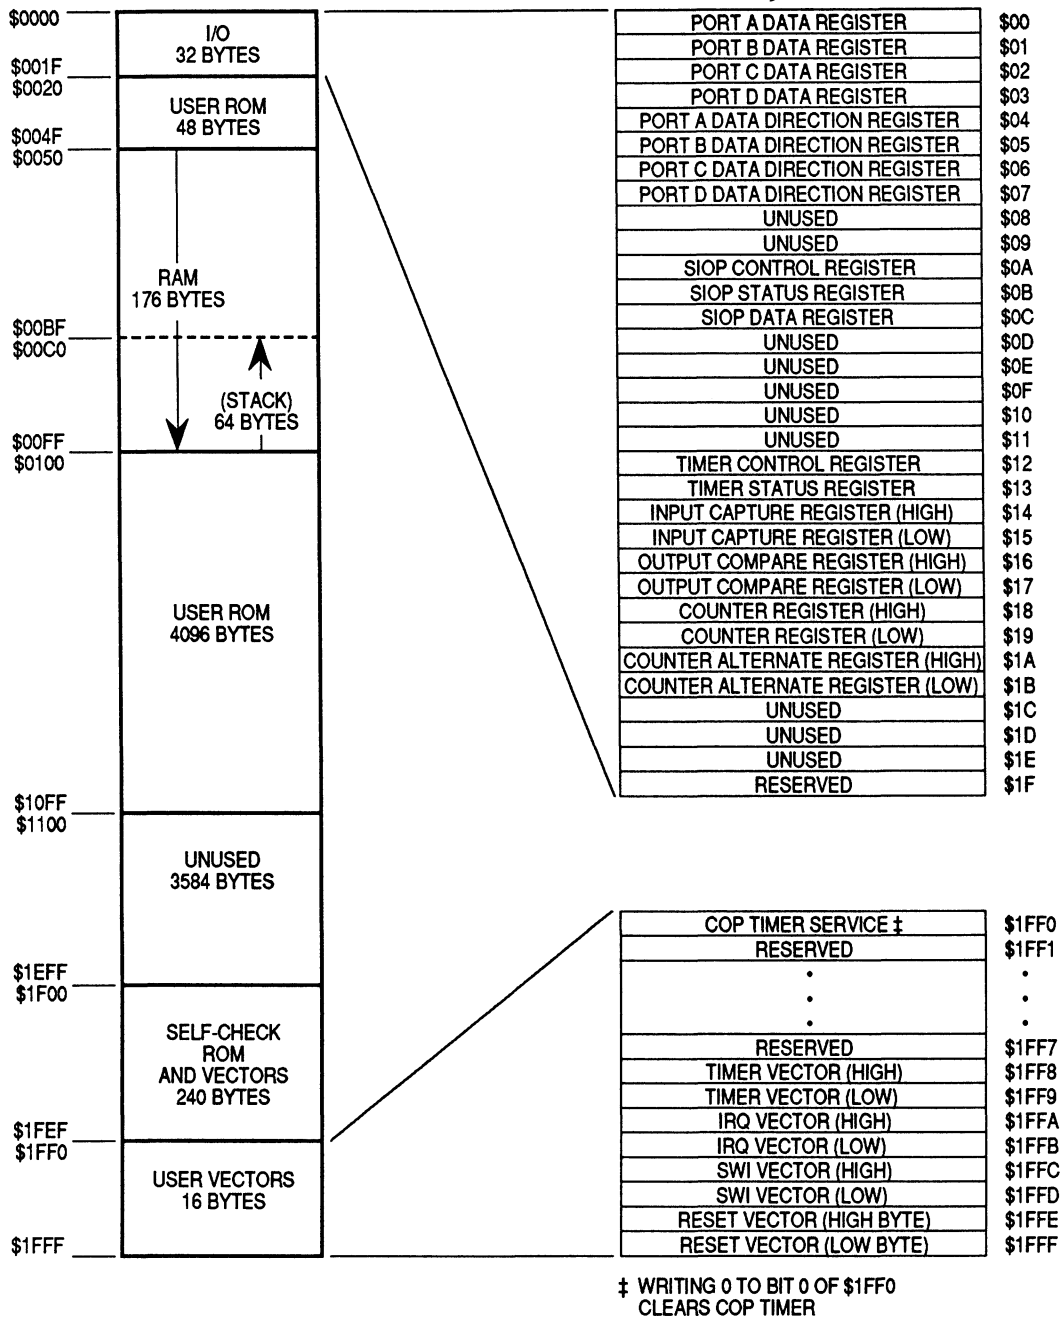 $0000
I/O
32 BYTES
$001F
$0020
USER ROM
48 BYTES
$004F
$0050
RAM
176 BYTES
$00BF
$00C0
(STACK)
64 BYTES
$00FF
$0100
USER ROM
4096 BYTES
$10FF
$1100
UNUSED
3584 BYTES
$1EFF
$1F00
SELF-CHECK
ROM
AND VECTORS
240 BYTES
$1FEF
$1FF0
USER VECTORS
16 BYTES
$1FFF
PORT A DATA REGISTER $00
PORT B DATA REGISTER $01
PORT C DATA REGISTER $02
PORT D DATA REGISTER $03
PORT A DATA DIRECTION REGISTER $04
PORT B DATA DIRECTION REGISTER $05
PORT C DATA DIRECTION REGISTER $06
PORT D DATA DIRECTION REGISTER $07
UNUSED $08
UNUSED $09
SIOP CONTROL REGISTER $0A
SIOP STATUS REGISTER $0B
SIOP DATA REGISTER $0C
UNUSED $0D
UNUSED $0E
UNUSED $0F
UNUSED $10
UNUSED $11
TIMER CONTROL REGISTER $12
TIMER STATUS REGISTER $13
INPUT CAPTURE REGISTER (HIGH) $14
INPUT CAPTURE REGISTER (LOW) $15
OUTPUT COMPARE REGISTER (HIGH) $16
OUTPUT COMPARE REGISTER (LOW) $17
COUNTER REGISTER (HIGH) $18
COUNTER REGISTER (LOW) $19
COUNTER ALTERNATE REGISTER (HIGH) $1A
COUNTER ALTERNATE REGISTER (LOW) $1B
UNUSED $1C
UNUSED $1D
UNUSED $1E
RESERVED $1F
COP TIMER SERVICE ‡ $1FF0
RESERVED $1FF1
• •
• •
• •
RESERVED $1FF7
TIMER VECTOR (HIGH) $1FF8
TIMER VECTOR (LOW) $1FF9
IRQ VECTOR (HIGH) $1FFA
IRQ VECTOR (LOW) $1FFB
SWI VECTOR (HIGH) $1FFC
SWI VECTOR (LOW) $1FFD
RESET VECTOR (HIGH BYTE) $1FFE
RESET VECTOR (LOW BYTE) $1FFF
‡ WRITING 0 TO BIT 0 OF $1FF0
CLEARS COP TIMER